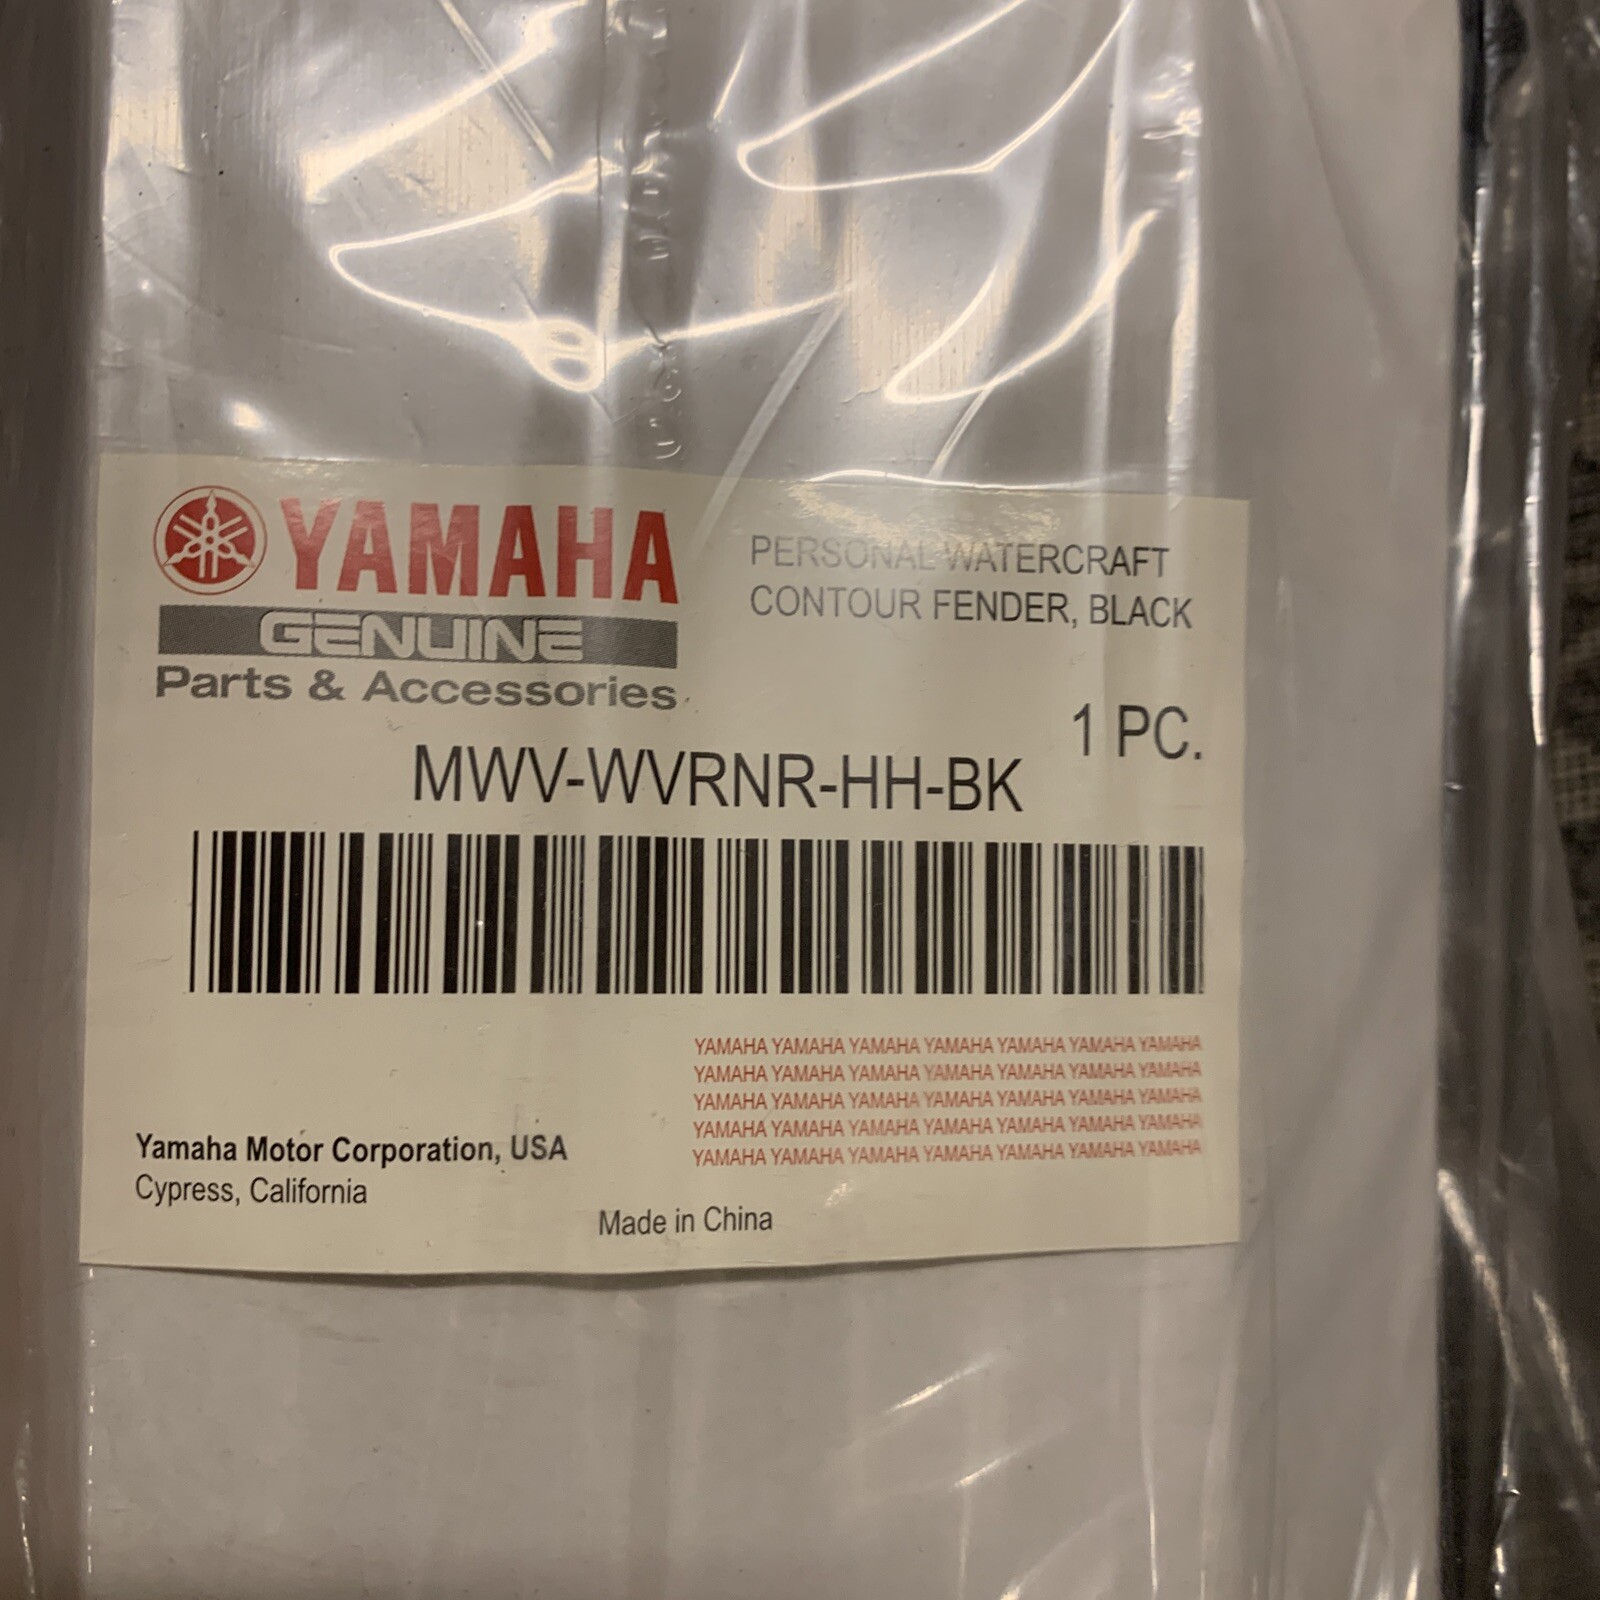 YAMAHA
GENUINE
Parts & Accessories
PERSONAL WATERCRAFT
CONTOUR FENDER, BLACK
1 PC.
MWV-WVRNR-HH-BK
YAMAHA YAMAHA YAMAHA YAMAHA YAMAHA YAMAHA YAMAHA
YAMAHA YAMAHA YAMAHA YAMAHA YAMAHA YAMAHA YAMAHA
YAMAHA YAMAHA YAMAHA YAMAHA YAMAHA YAMAHA YAMAHA
YAMAHA YAMAHA YAMAHA YAMAHA YAMAHA YAMAHA YAMAHA
YAMAHA YAMAHA YAMAHA YAMAHA YAMAHA YAMAHA YAMAHA
Yamaha Motor Corporation, USA
Cypress, California
Made in China